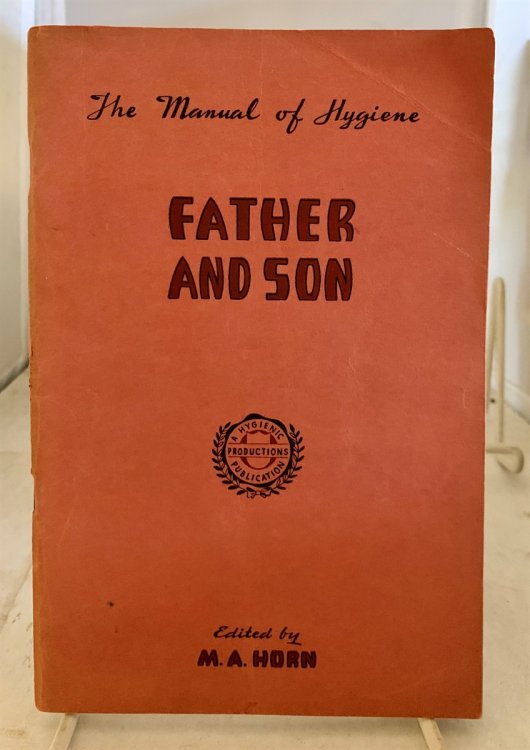 The Manual of Hygiene
FATHER
AND SON
A HYGIENIC
PRODUCTIONS
PUBLICATION
Edited by
M. A. HORN